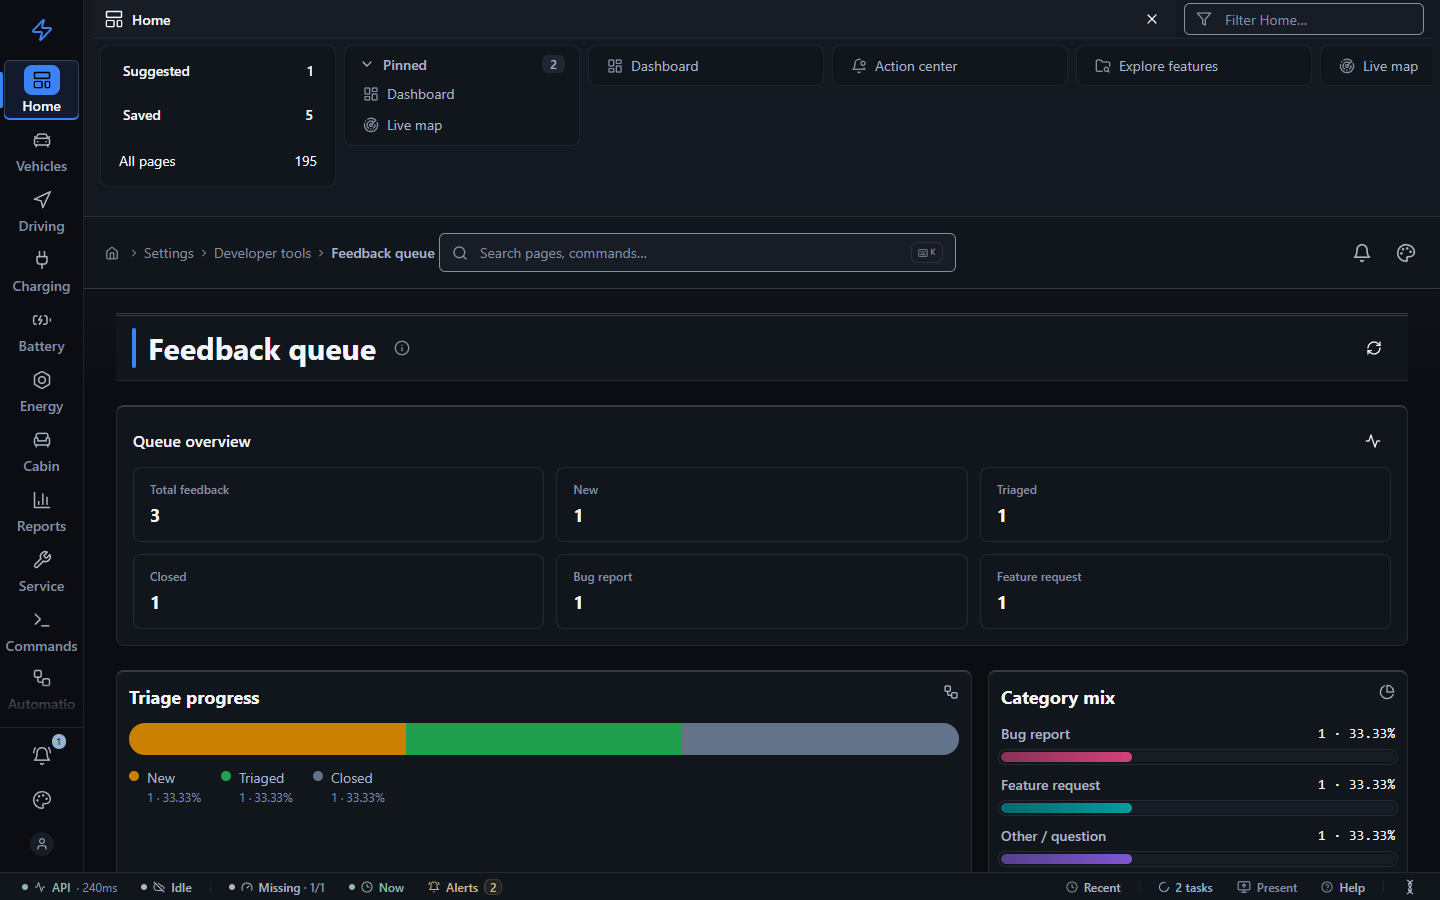 Home
Filter Home...
Home
Vehicles
Driving
Charging
Battery
Energy
Cabin
Reports
Service
Commands
Automatio
1
Suggested 1
Saved 5
All pages 195
Pinned 2
Dashboard
Live map
Dashboard
Action center
Explore features
Live map
Settings
Developer tools
Feedback queue
Search pages, commands...
K
Feedback queue
Queue overview
Total feedback
3
New
1
Triaged
1
Closed
1
Bug report
1
Feature request
1
Triage progress
New
1 · 33.33%
Triaged
1 · 33.33%
Closed
1 · 33.33%
Category mix
Bug report 1 · 33.33%
Feature request 1 · 33.33%
Other / question 1 · 33.33%
API · 240ms
Idle
Missing · 1/1
Now
Alerts 2
Recent
2 tasks
Present
Help